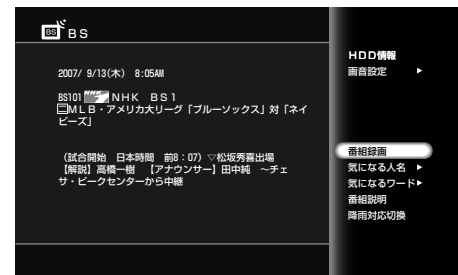 BS BS
2007/ 9/13(木) 8:05AM
BS101 NHK NHK BS1
MLB・アメリカ大リーグ「ブルーソックス」対「ネイ
ビーズ」
(試合開始 日本時間 前8:07) ▽松坂秀喜出場
【解説】高橋一樹 【アナウンサー】田中純 ~チェ
サ・ピークセンターから中継
HDD情報
画音設定 ▶
番組録画
気になる人名 ▶
気になるワード▶
番組説明
降雨対応切換